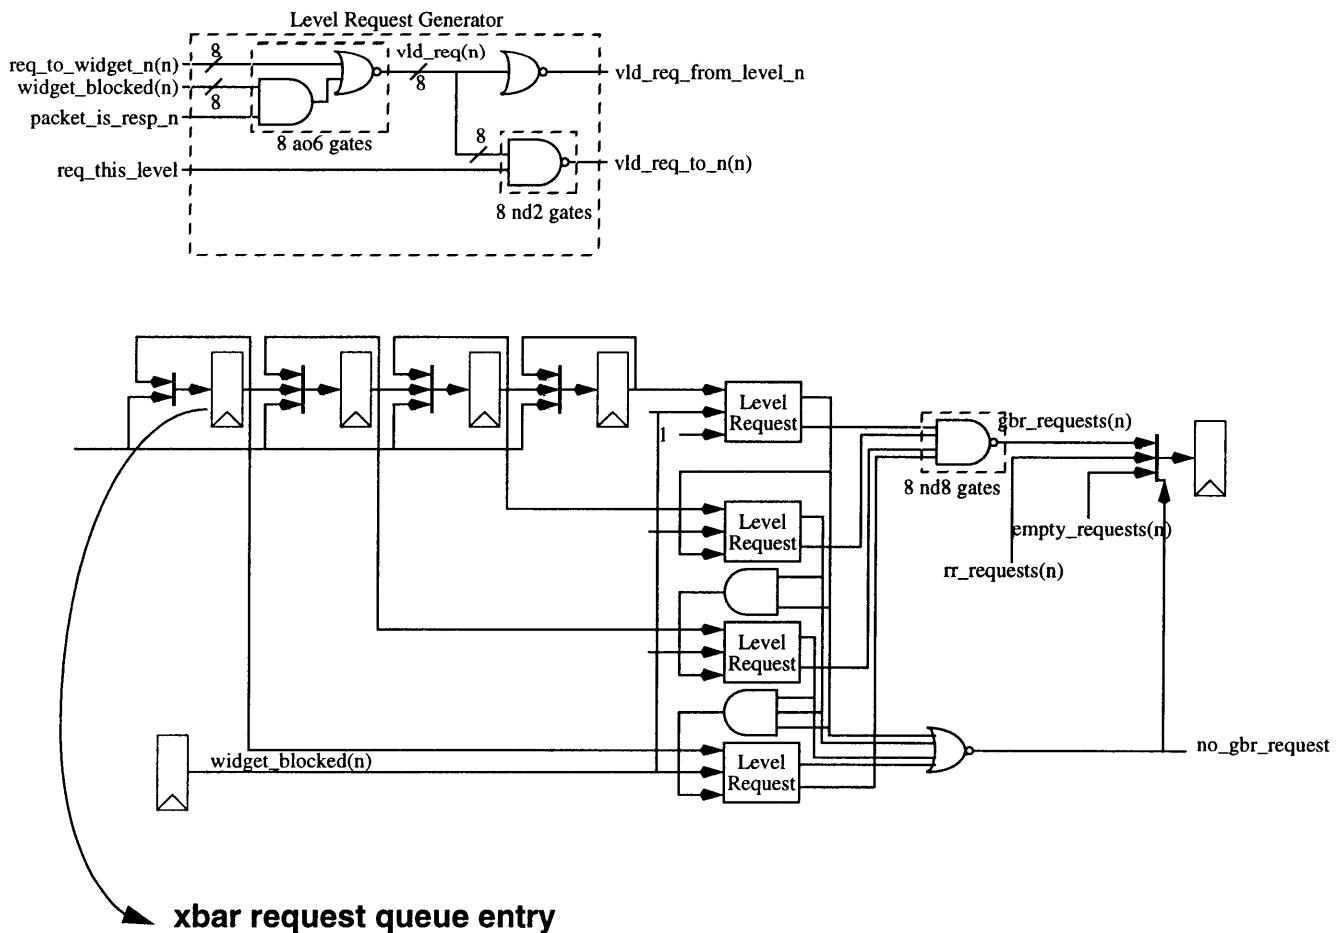 Level Request Generator
req_to_widget_n(n)
8
vld_req(n)
8
vld_req_from_level_n
widget_blocked(n)
8
packet_is_resp_n
8 ao6 gates
8
req_this_level
vld_req_to_n(n)
8 nd2 gates
Level
Request
1
gbr_requests(n)
8 nd8 gates
Level
Request
empty_requests(n)
rr_requests(n)
Level
Request
widget_blocked(n)
Level
Request
no_gbr_request
xbar request queue entry